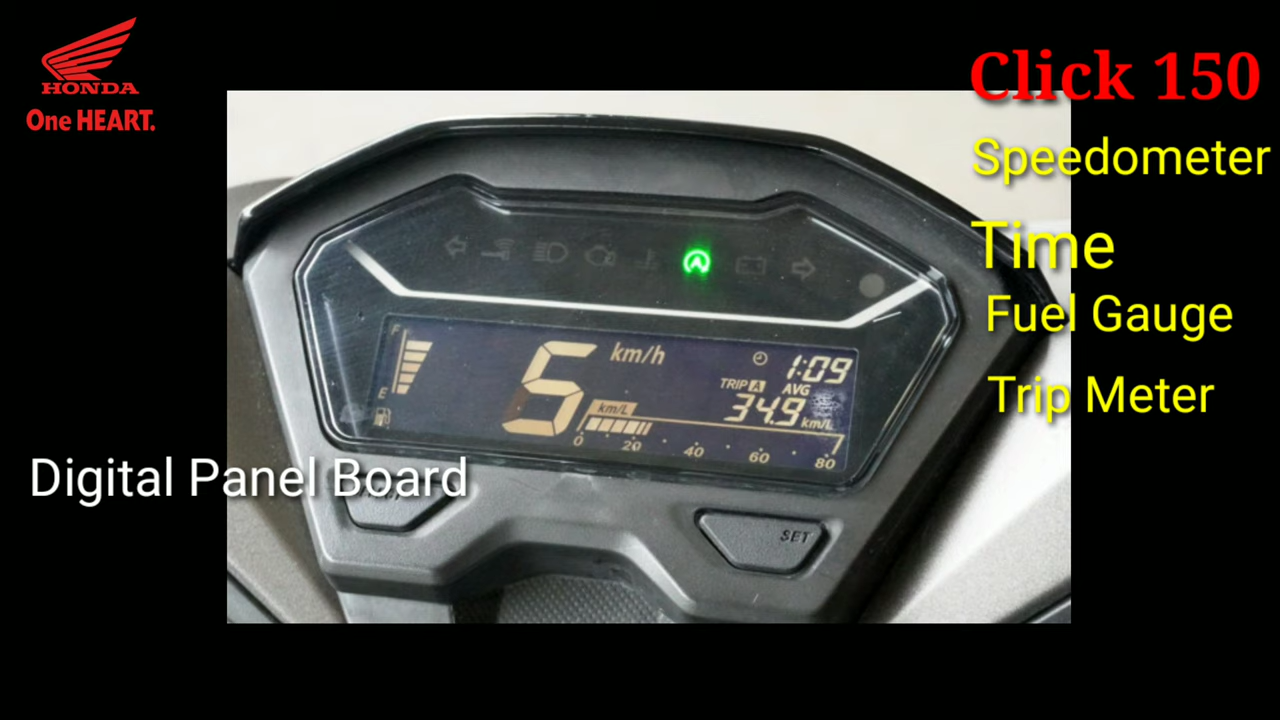 HONDA
One HEART.
Click 150
Speedometer
Time
Fuel Gauge
Trip Meter
Digital Panel Board
F
E
5 km/h
1:09
TRIP A AVG
34.9 km/L
km/L
0 20 40 60 80
SET